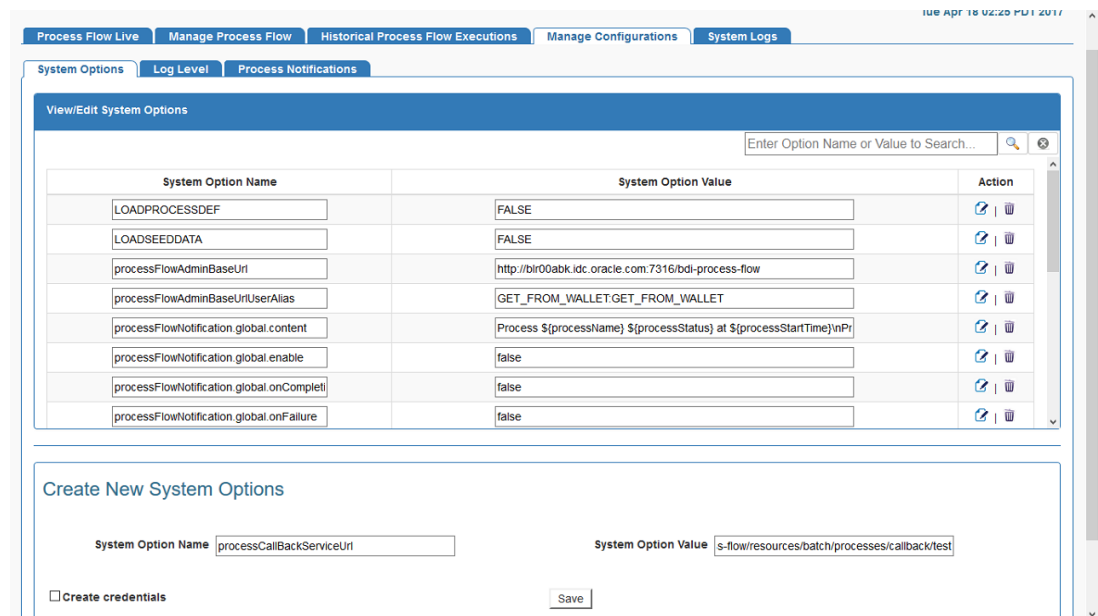 Tue Apr 18 02:25 PDT 2017
Process Flow Live Manage Process Flow Historical Process Flow Executions Manage Configurations System Logs
System Options Log Level Process Notifications
View/Edit System Options
Enter Option Name or Value to Search...
System Option Name System Option Value Action
LOADPROCESSDEF FALSE |
LOADSEEDDATA FALSE |
processFlowAdminBaseUrl http://blr00abk.idc.oracle.com:7316/bdi-process-flow |
processFlowAdminBaseUrlUserAlias GET_FROM_WALLET:GET_FROM_WALLET |
processFlowNotification.global.content Process ${processName} ${processStatus} at ${processStartTime}\nPr |
processFlowNotification.global.enable false |
processFlowNotification.global.onCompleti false |
processFlowNotification.global.onFailure false |
Create New System Options
System Option Name processCallBackServiceUrl System Option Value s-flow/resources/batch/processes/callback/test
Create credentials Save